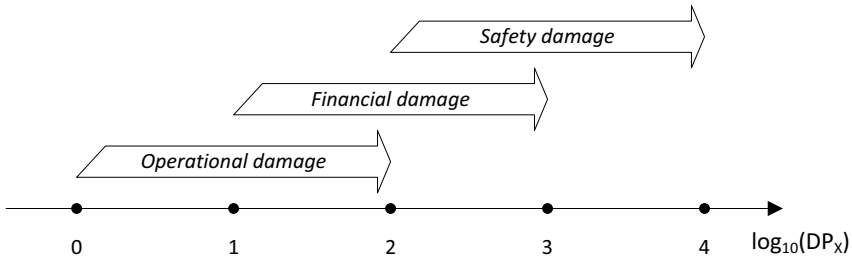 Safety damage
Financial damage
Operational damage
0 1 2 3 4 log₁₀(DPₓ)